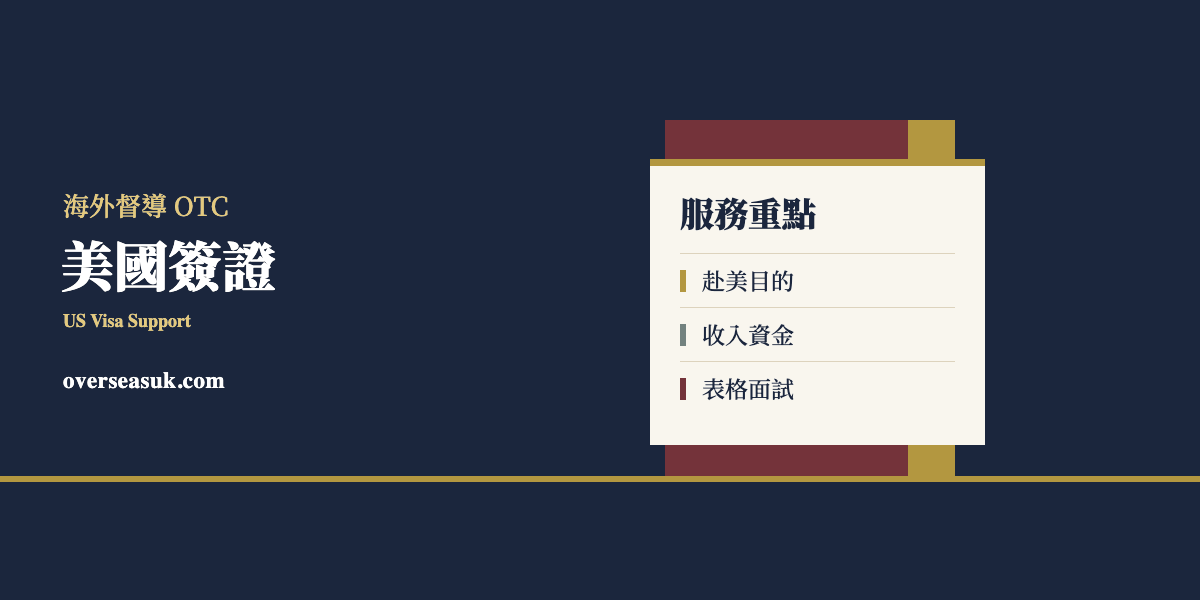 海外督導 OTC
美國簽證
US Visa Support
overseasuk.com
服務重點
赴美目的
收入資金
表格面試